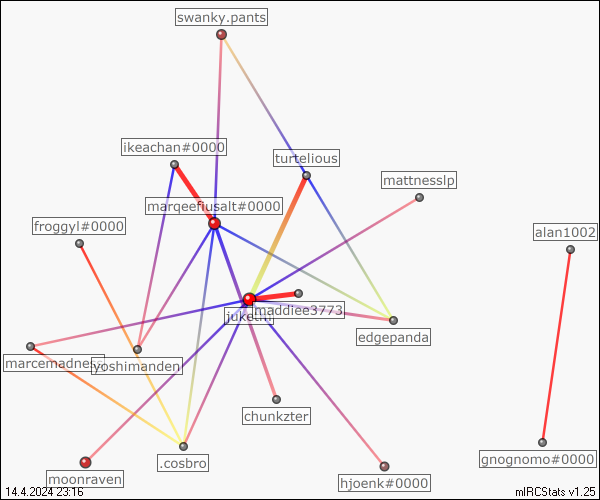 swanky.pants
ikeachan#0000
turtelious
mattnesslp
marqeefiusalt#0000
froggyl#0000
alan1002
maddiee3773
edgepanda
marcemadness
yoshimanden
chunkzter
.cosbro
gnognomo#0000
moonraven
hjoenk#0000
14.4.2024 23:16
mIRCStats v1.25